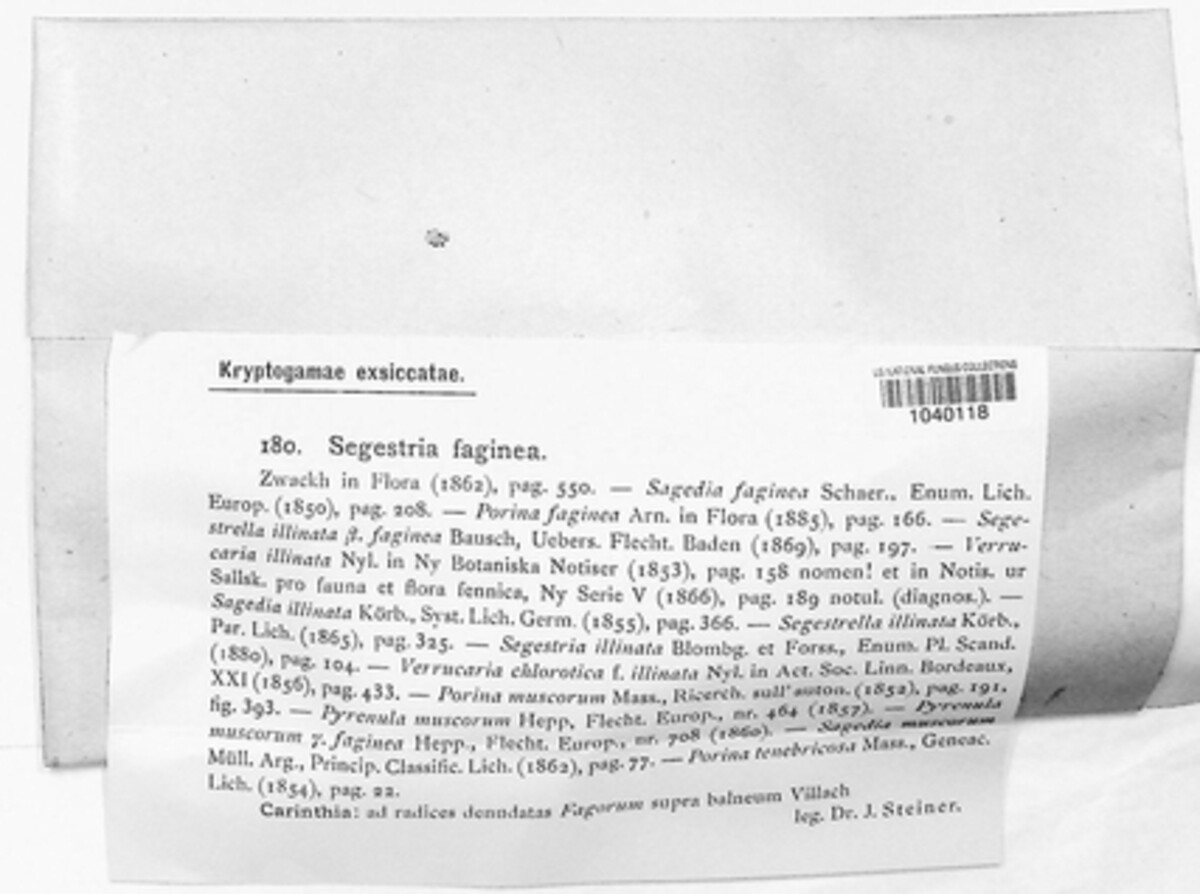 Kryptogamae exsiccatae.
US NATIONAL FUNGUS COLLECTIONS
1040118
180. Segestria faginea.
Zwackh in Flora (1862), pag. 550. — Sagedia faginea Schaer., Enum. Lich.
Europ. (1850), pag. 208. — Porina faginea Arn. in Flora (1885), pag. 166. — Sege-
strella illinata β. faginea Bausch, Uebers. Flecht. Baden (1869), pag. 197. — Verru-
caria illinata Nyl. in Ny Botaniska Notiser (1853), pag. 158 nomen! et in Notis. ur
Sallsk. pro fauna et flora fennica, Ny Serie V (1866), pag. 189 notul. (diagnos.). —
Sagedia illinata Körb., Syst. Lich. Germ. (1855), pag. 366. — Segestrella illinata Körb.,
Par. Lich. (1865), pag. 325. — Segestria illinata Blombg. et Forss., Enum. Pl. Scand.
(1880), pag. 104. — Verrucaria chlorotica f. illinata Nyl. in Act. Soc. Linn. Bordeaux,
XXI (1856), pag. 433. — Porina muscorum Mass., Ricerch. sull'auton. (1852), pag. 191,
fig. 393. — Pyrenula muscorum Hepp, Flecht. Europ., nr. 464 (1857). — Pyrenula
muscorum γ. faginea Hepp., Flecht. Europ., nr. 708 (1860). — Sagedia muscorum
Müll. Arg., Princip. Classific. Lich. (1862), pag. 77. — Porina tenebricosa Mass., Geneac.
Lich. (1854), pag. 22.
Carinthia: ad radices denudatas Fagorum supra balneum Villach
leg. Dr. J. Steiner.